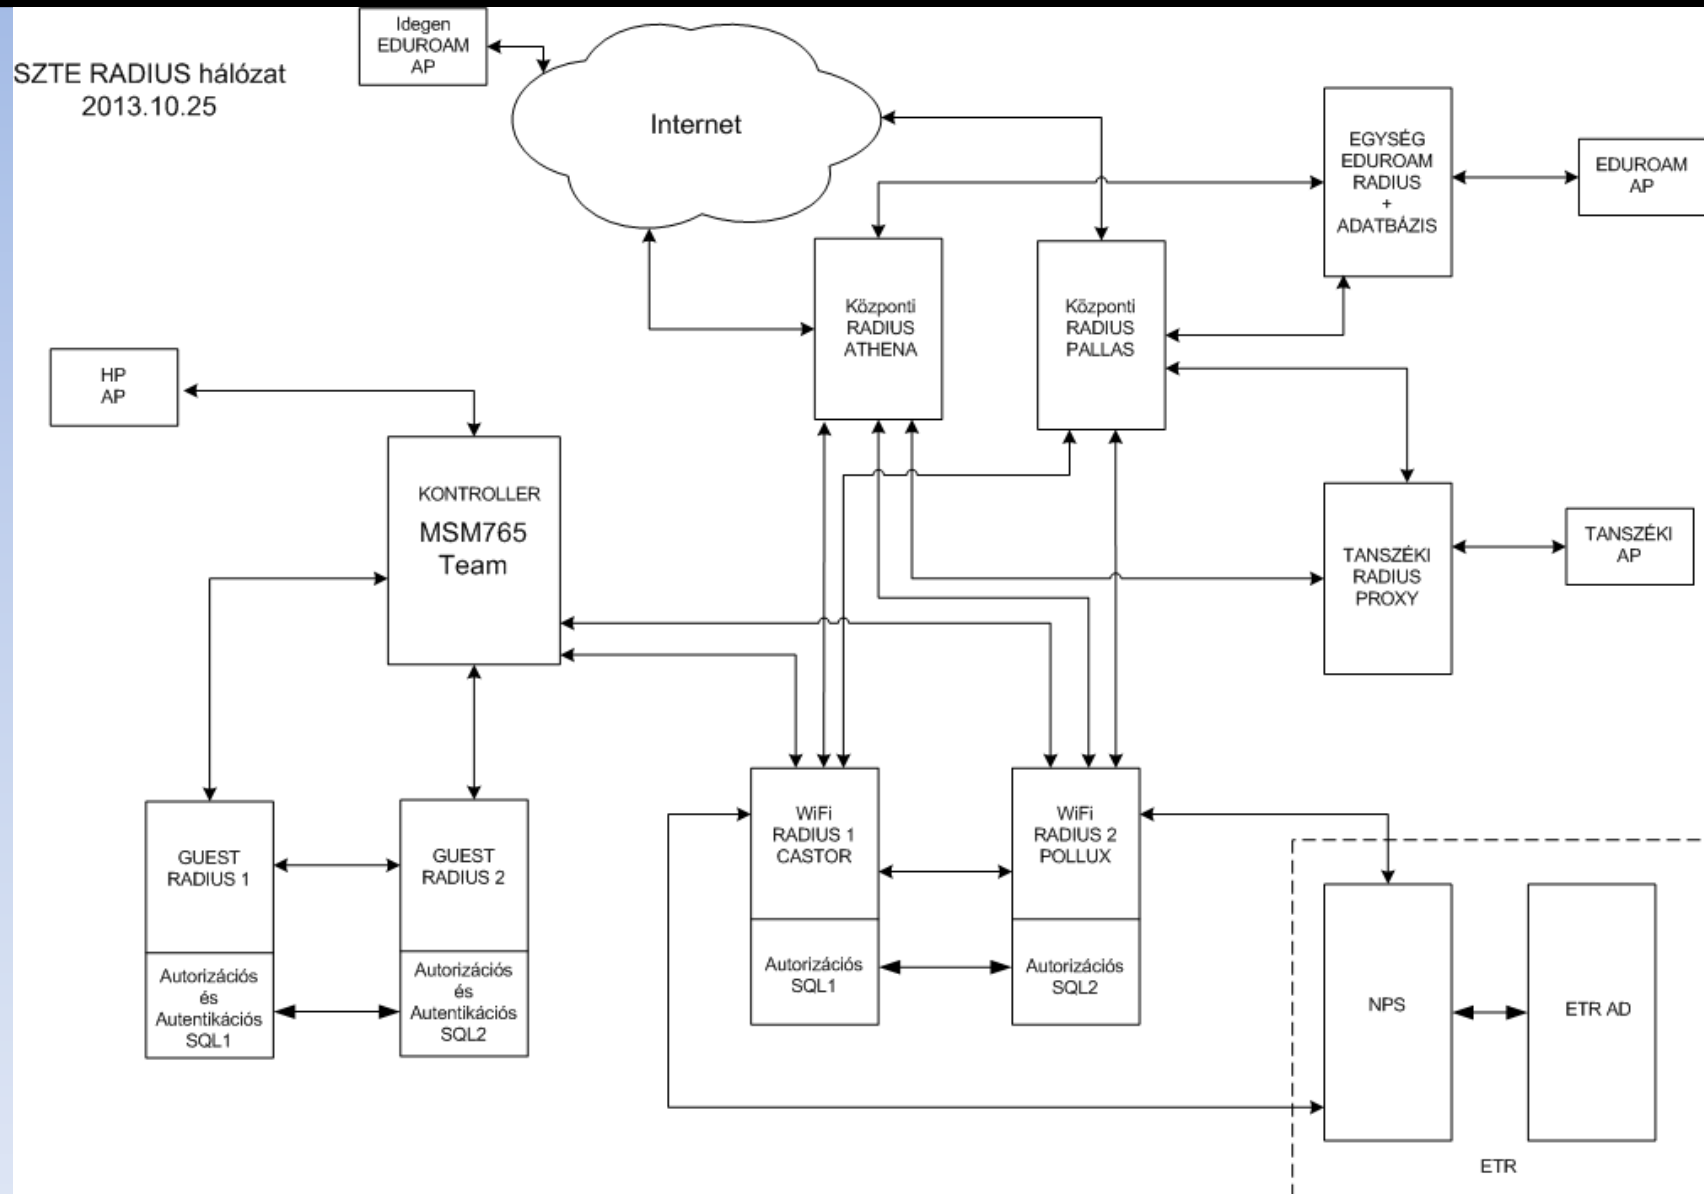 SZTE RADIUS hálózat
2013.10.25
Idegen
EDUROAM
AP
Internet
EGYSÉG
EDUROAM
RADIUS
+
ADATBÁZIS
EDUROAM
AP
Központi
RADIUS
ATHENA
Központi
RADIUS
PALLAS
HP
AP
KONTROLLER
MSM765
Team
TANSZÉKI
RADIUS
PROXY
TANSZÉKI
AP
GUEST
RADIUS 1
Autorizációs
és
Autentikációs
SQL1
GUEST
RADIUS 2
Autorizációs
és
Autentikációs
SQL2
WiFi
RADIUS 1
CASTOR
Autorizációs
SQL1
WiFi
RADIUS 2
POLLUX
Autorizációs
SQL2
NPS
ETR AD
ETR